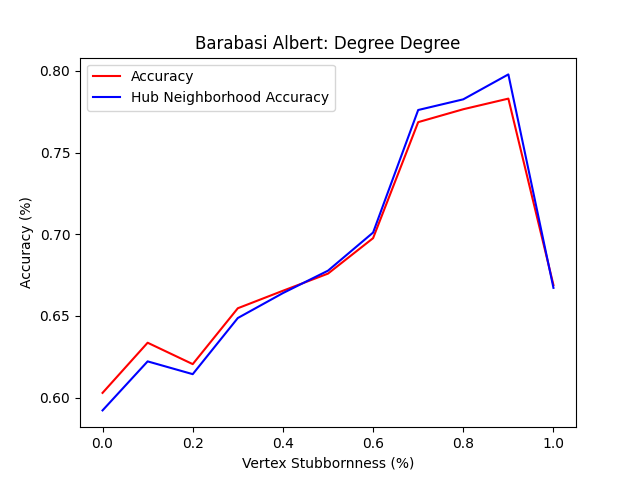 Barabasi Albert: Degree Degree
Accuracy
Hub Neighborhood Accuracy
Accuracy (%)
0.80
0.75
0.70
0.65
0.60
0.0 0.2 0.4 0.6 0.8 1.0
Vertex Stubbornness (%)